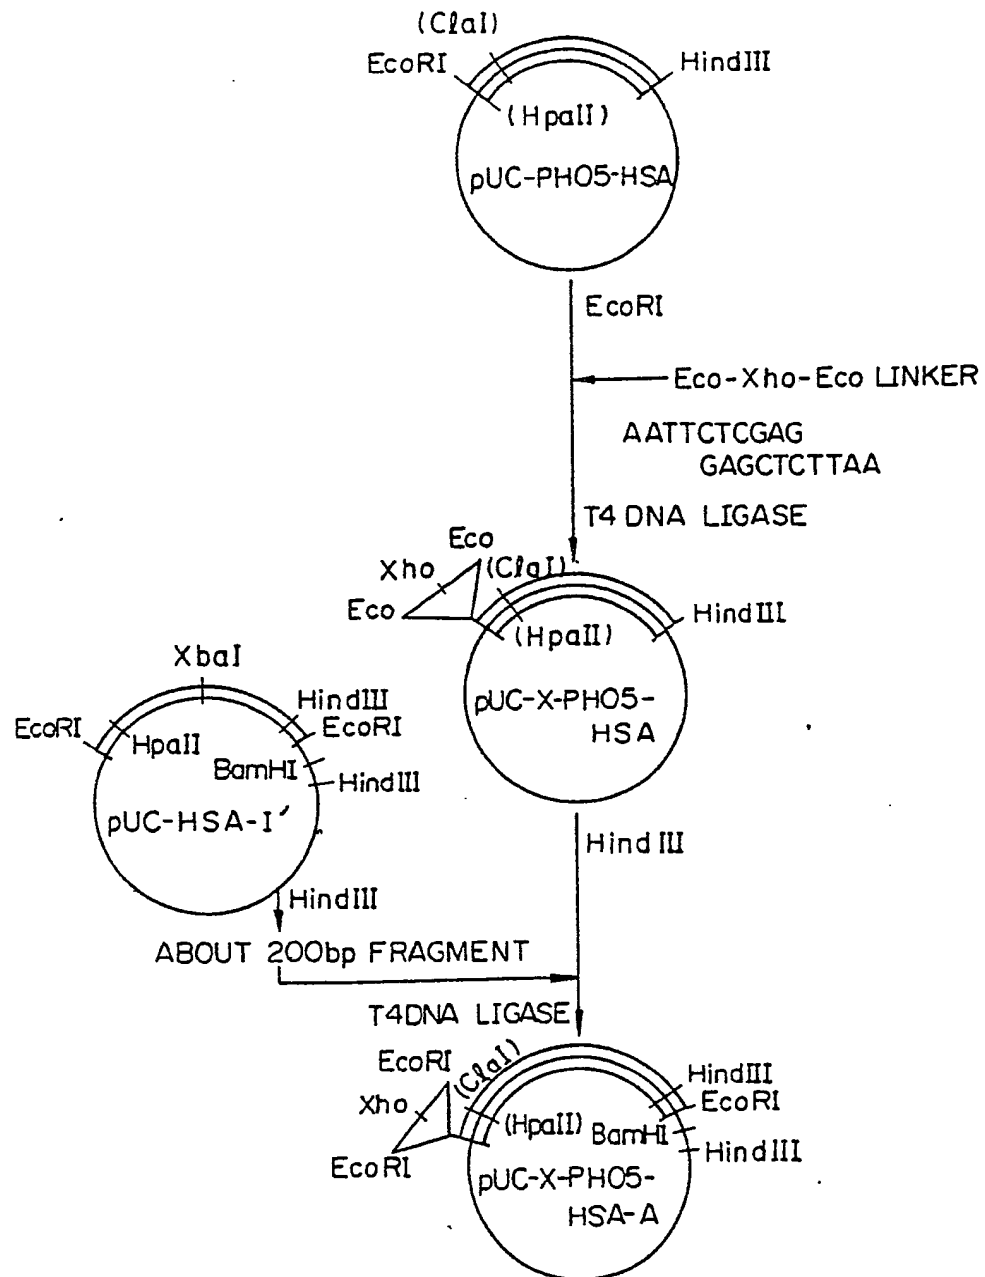 (ClaI)
EcoRI
HindIII
(HpaII)
pUC-PHO5-HSA
EcoRI
Eco-Xho-Eco LINKER
AATTCTCGAG
GAGCTCTTAA
T4 DNA LIGASE
Eco
Xho
(ClaI)
Eco
HindIII
(HpaII)
pUC-X-PHO5-
HSA
XbaI
HindIII
EcoRI
EcoRI
HpaII
BamHI
HindIII
pUC-HSA-I'
HindIII
HindIII
ABOUT 200bp FRAGMENT
T4DNA LIGASE
EcoRI
(ClaI)
Xho
HindIII
EcoRI
(HpaII)
BamHI
EcoRI
HindIII
pUC-X-PHO5-
HSA-A